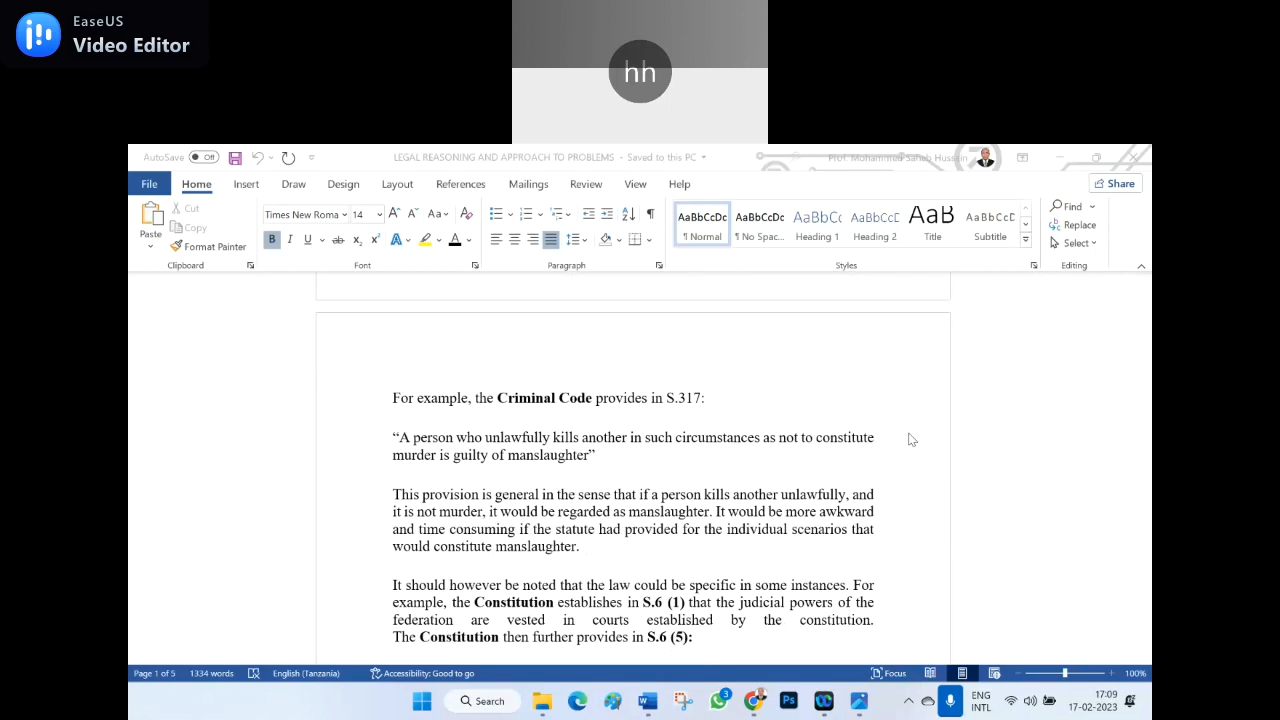 EaseUS
Video Editor
hh
AutoSave Off
LEGAL REASONING AND APPROACH TO PROBLEMS - Saved to this PC
Prof. Mohammed Saheb Hussain
File Home Insert Draw Design Layout References Mailings Review View Help
Share
Paste
Cut
Copy
Format Painter
Clipboard
Times New Roma 14
Font
Paragraph
AaBbCcDc AaBbCcDc AaBbC AaBbCcD AaB AaBbCcD
¶ Normal ¶ No Spac... Heading 1 Heading 2 Title Subtitle
Styles
Find
Replace
Select
Editing
For example, the Criminal Code provides in S.317:
“A person who unlawfully kills another in such circumstances as not to constitute
murder is guilty of manslaughter”
This provision is general in the sense that if a person kills another unlawfully, and
it is not murder, it would be regarded as manslaughter. It would be more awkward
and time consuming if the statute had provided for the individual scenarios that
would constitute manslaughter.
It should however be noted that the law could be specific in some instances. For
example, the Constitution establishes in S.6 (1) that the judicial powers of the
federation are vested in courts established by the constitution.
The Constitution then further provides in S.6 (5):
Page 1 of 5 1334 words English (Tanzania) Accessibility: Good to go Focus 100%
Search
3
Ps
ENG
INTL
17:09
17-02-2023